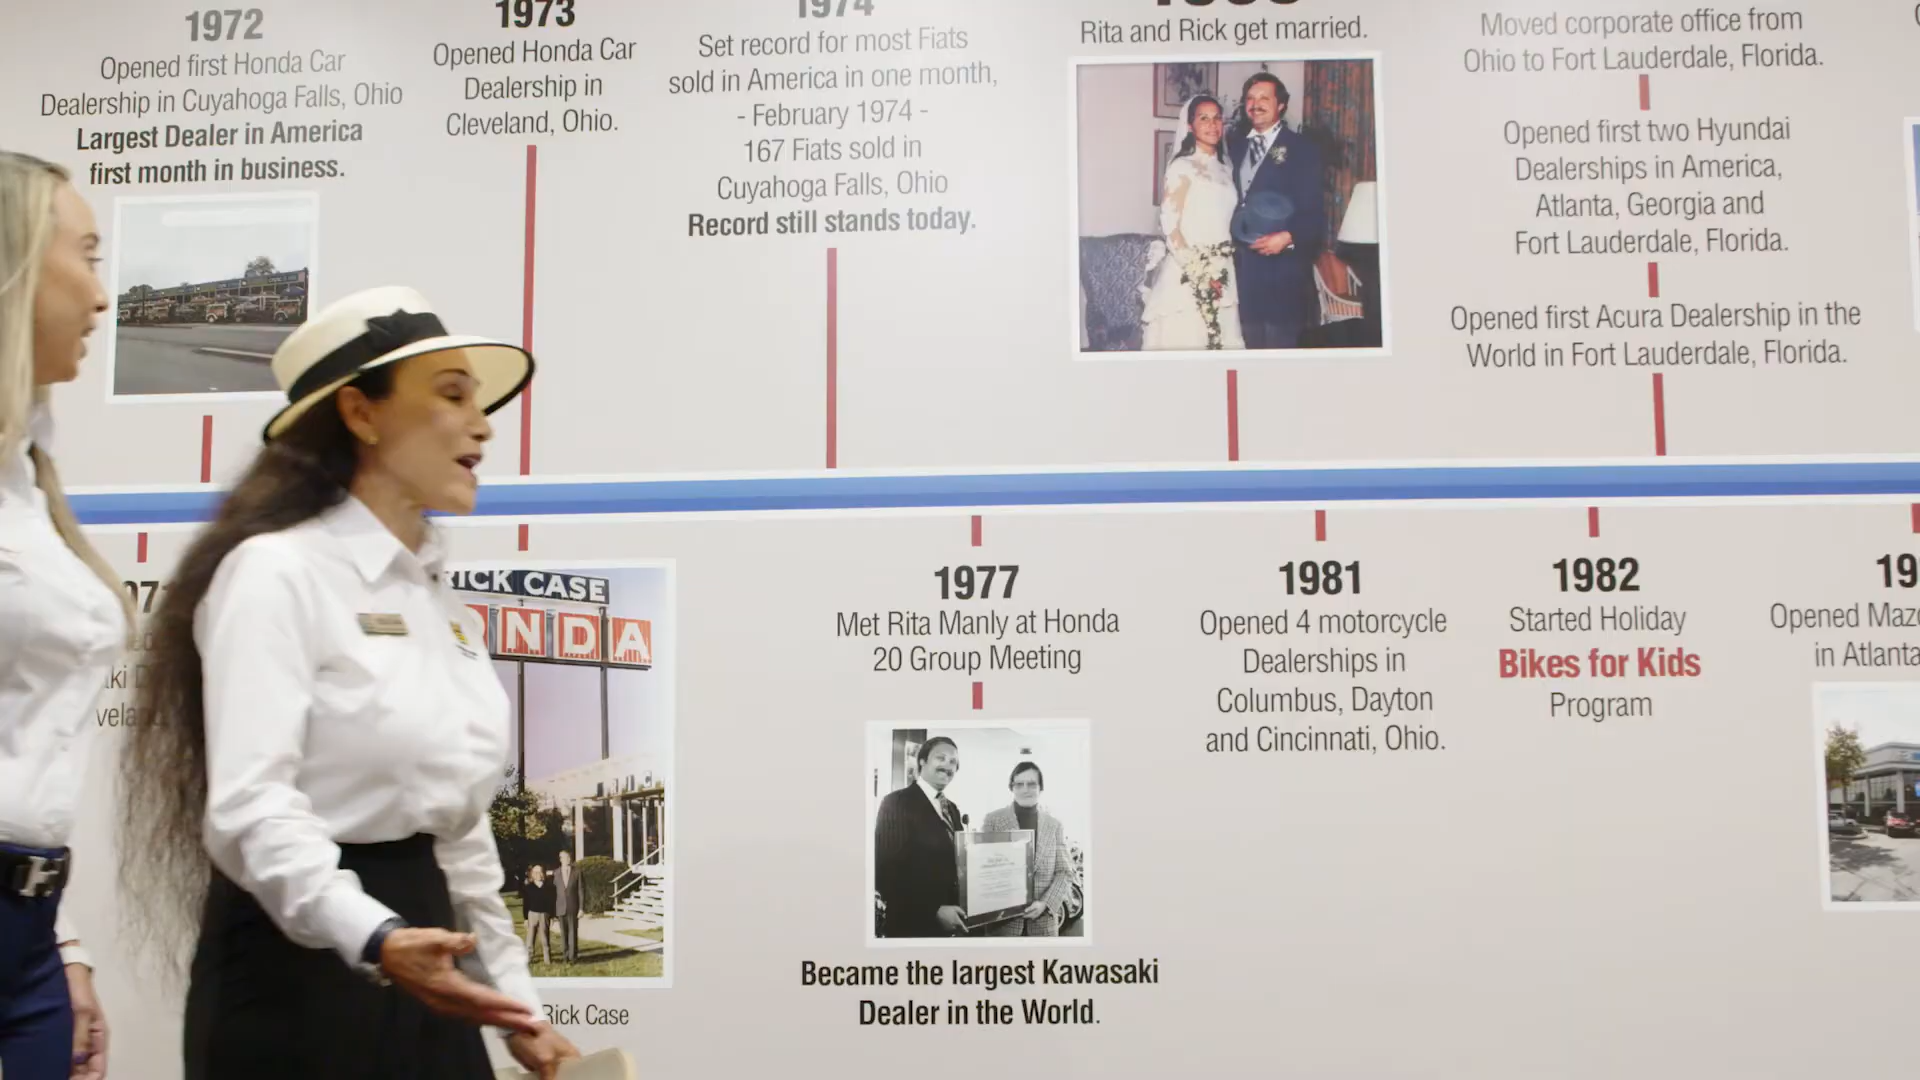 1972
Opened first Honda Car
Dealership in Cuyahoga Falls, Ohio
Largest Dealer in America
first month in business.
1973
Opened Honda Car
Dealership in
Cleveland, Ohio.
1974
Set record for most Fiats
sold in America in one month,
- February 1974 -
167 Fiats sold in
Cuyahoga Falls, Ohio
Record still stands today.
Rita and Rick get married.
Moved corporate office from
Ohio to Fort Lauderdale, Florida.
Opened first two Hyundai
Dealerships in America,
Atlanta, Georgia and
Fort Lauderdale, Florida.
Opened first Acura Dealership in the
World in Fort Lauderdale, Florida.
RICK CASE
NDA
Rick Case
1977
Met Rita Manly at Honda
20 Group Meeting
Became the largest Kawasaki
Dealer in the World.
1981
Opened 4 motorcycle
Dealerships in
Columbus, Dayton
and Cincinnati, Ohio.
1982
Started Holiday
Bikes for Kids
Program
19
Opened Maz
in Atlanta